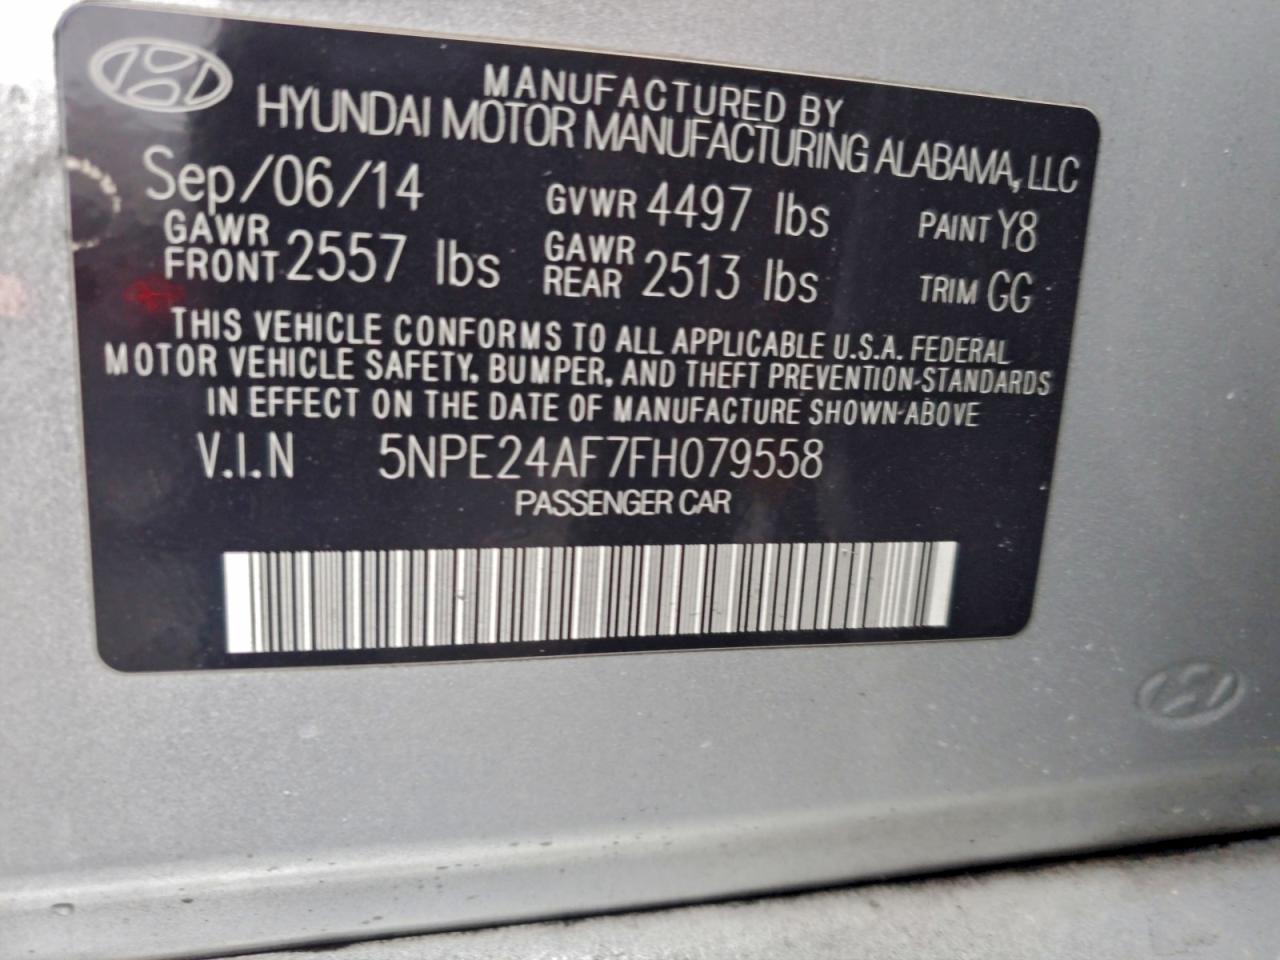 MANUFACTURED BY
HYUNDAI MOTOR MANUFACTURING ALABAMA, LLC
Sep/06/14 GVWR 4497 lbs PAINT Y8
GAWR FRONT 2557 lbs GAWR REAR 2513 lbs TRIM GG
THIS VEHICLE CONFORMS TO ALL APPLICABLE U.S.A. FEDERAL
MOTOR VEHICLE SAFETY, BUMPER, AND THEFT PREVENTION STANDARDS
IN EFFECT ON THE DATE OF MANUFACTURE SHOWN ABOVE
V.I.N 5NPE24AF7FH079558
PASSENGER CAR